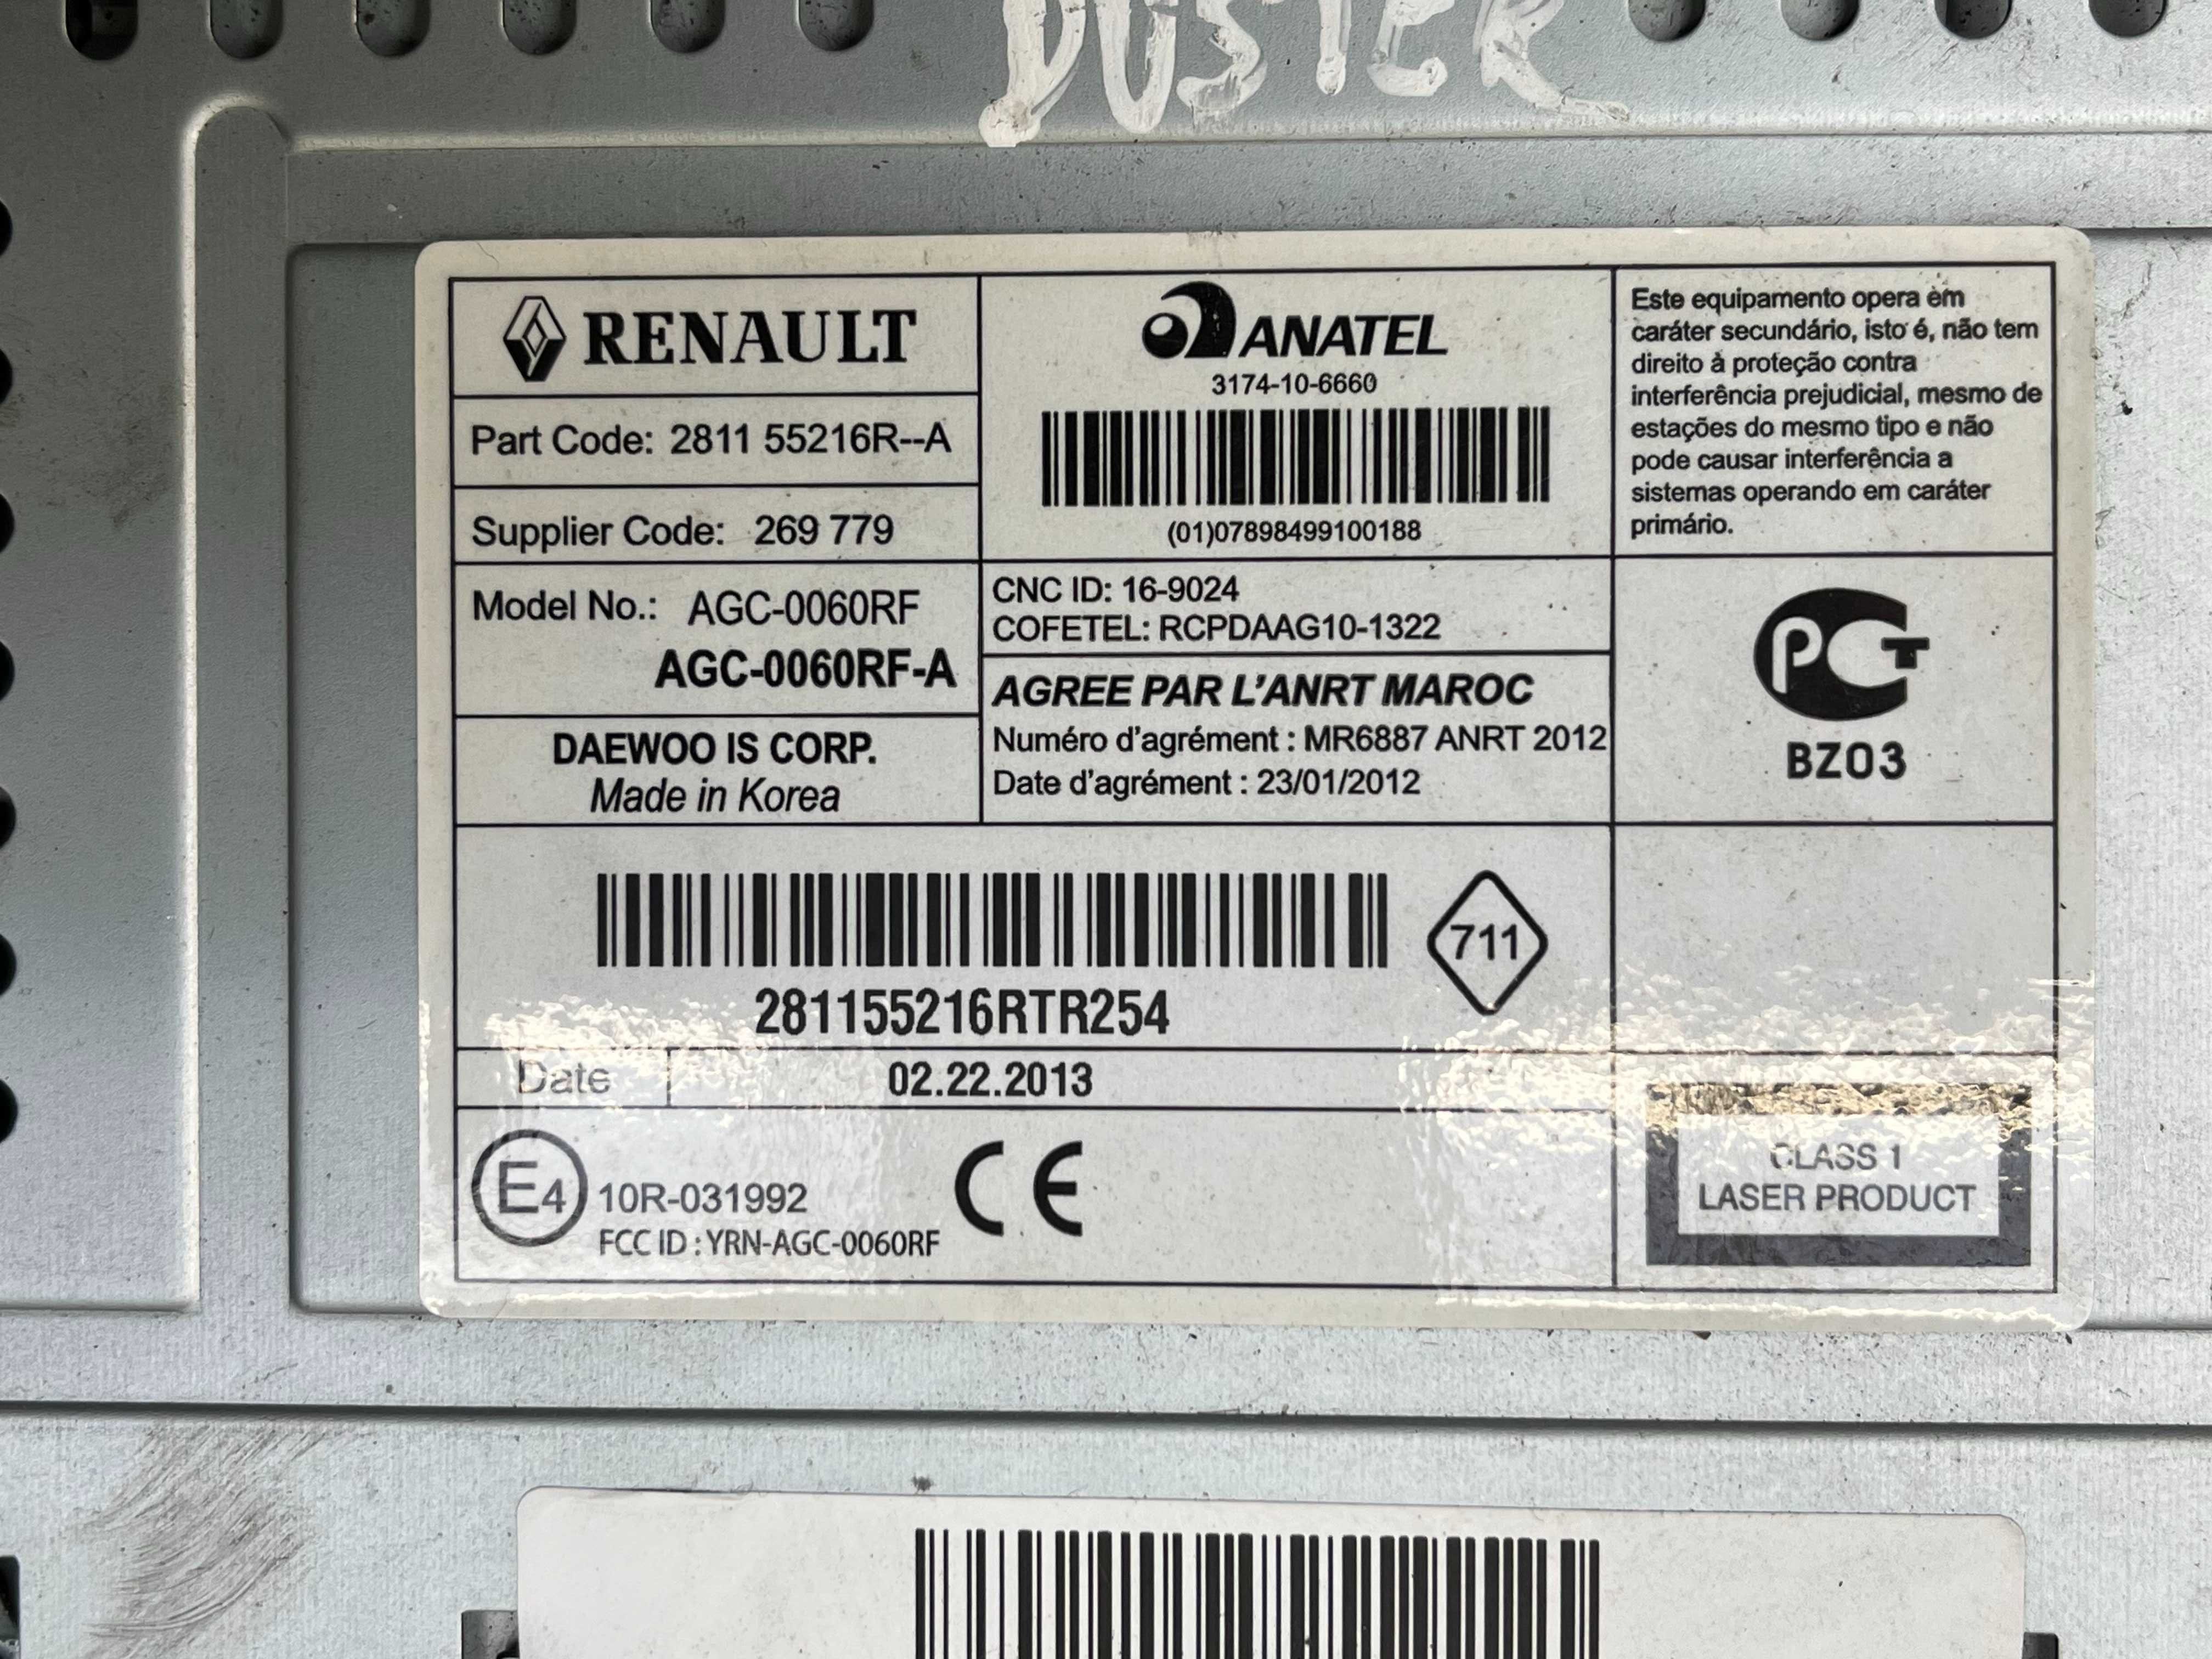 DUSTER
RENAULT
Part Code: 2811 55216R--A
Supplier Code: 269 779
Model No.: AGC-0060RF
AGC-0060RF-A
DAEWOO IS CORP.
Made in Korea
ANATEL
3174-10-6660
(01)07898499100188
CNC ID: 16-9024
COFETEL: RCPDAAG10-1322
AGREE PAR L'ANRT MAROC
Numéro d'agrément : MR6887 ANRT 2012
Date d'agrément : 23/01/2012
Este equipamento opera em
caráter secundário, isto é, não tem
direito à proteção contra
interferência prejudicial, mesmo de
estações do mesmo tipo e não
pode causar interferência a
sistemas operando em caráter
primário.
PCT
BZ03
281155216RTR254
711
Date 02.22.2013
E4 10R-031992
FCC ID : YRN-AGC-0060RF
CE
CLASS 1
LASER PRODUCT